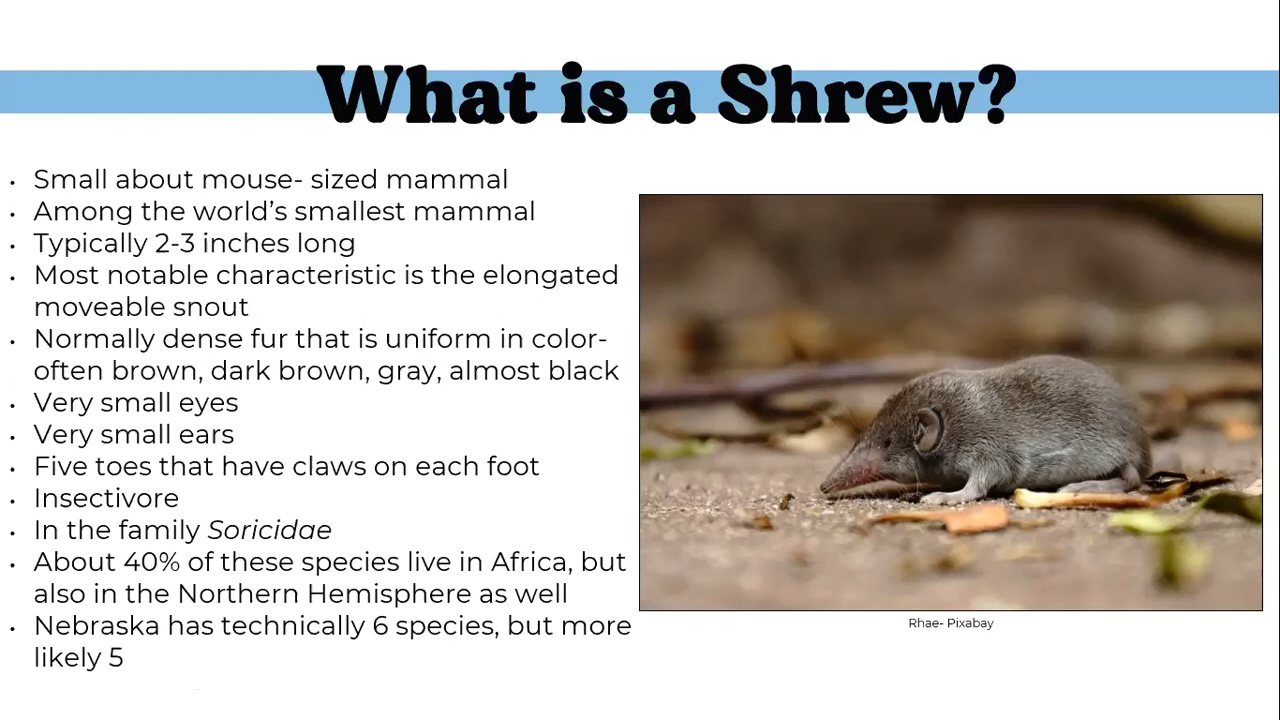 What is a Shrew?
• Small about mouse- sized mammal
• Among the world’s smallest mammal
• Typically 2-3 inches long
• Most notable characteristic is the elongated
moveable snout
• Normally dense fur that is uniform in color-
often brown, dark brown, gray, almost black
• Very small eyes
• Very small ears
• Five toes that have claws on each foot
• Insectivore
• In the family Soricidae
• About 40% of these species live in Africa, but
also in the Northern Hemisphere as well
• Nebraska has technically 6 species, but more
likely 5
Rhae- Pixabay